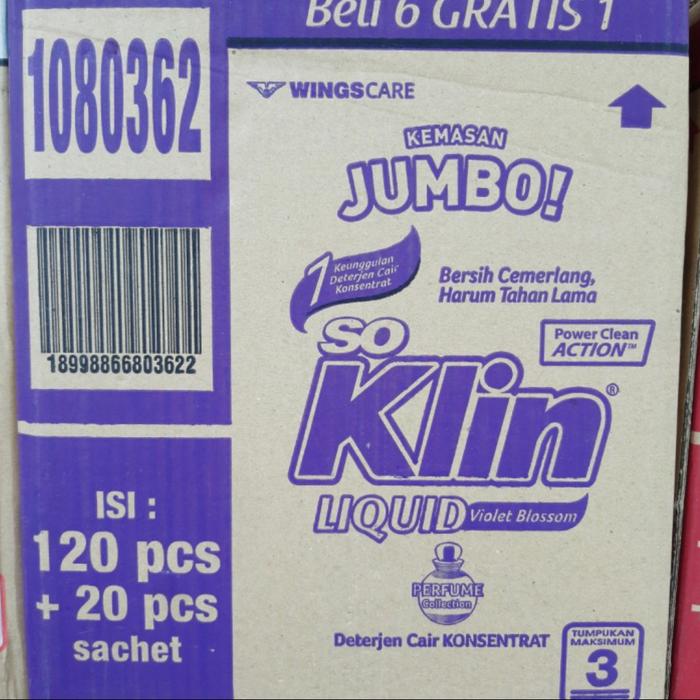 Beli 6 GRATIS 1
1080362
WINGSCARE
KEMASAN
JUMBO!
7 Keunggulan
Deterjen Cair
Konsentrat
Bersih Cemerlang,
Harum Tahan Lama
Power Clean
ACTION™
18998866803622
SO
Klin®
LIQUID Violet Blossom
ISI :
120 pcs
+ 20 pcs
sachet
PERFUME
Collection
Deterjen Cair KONSENTRAT
TUMPUKAN
MAKSIMUM
3